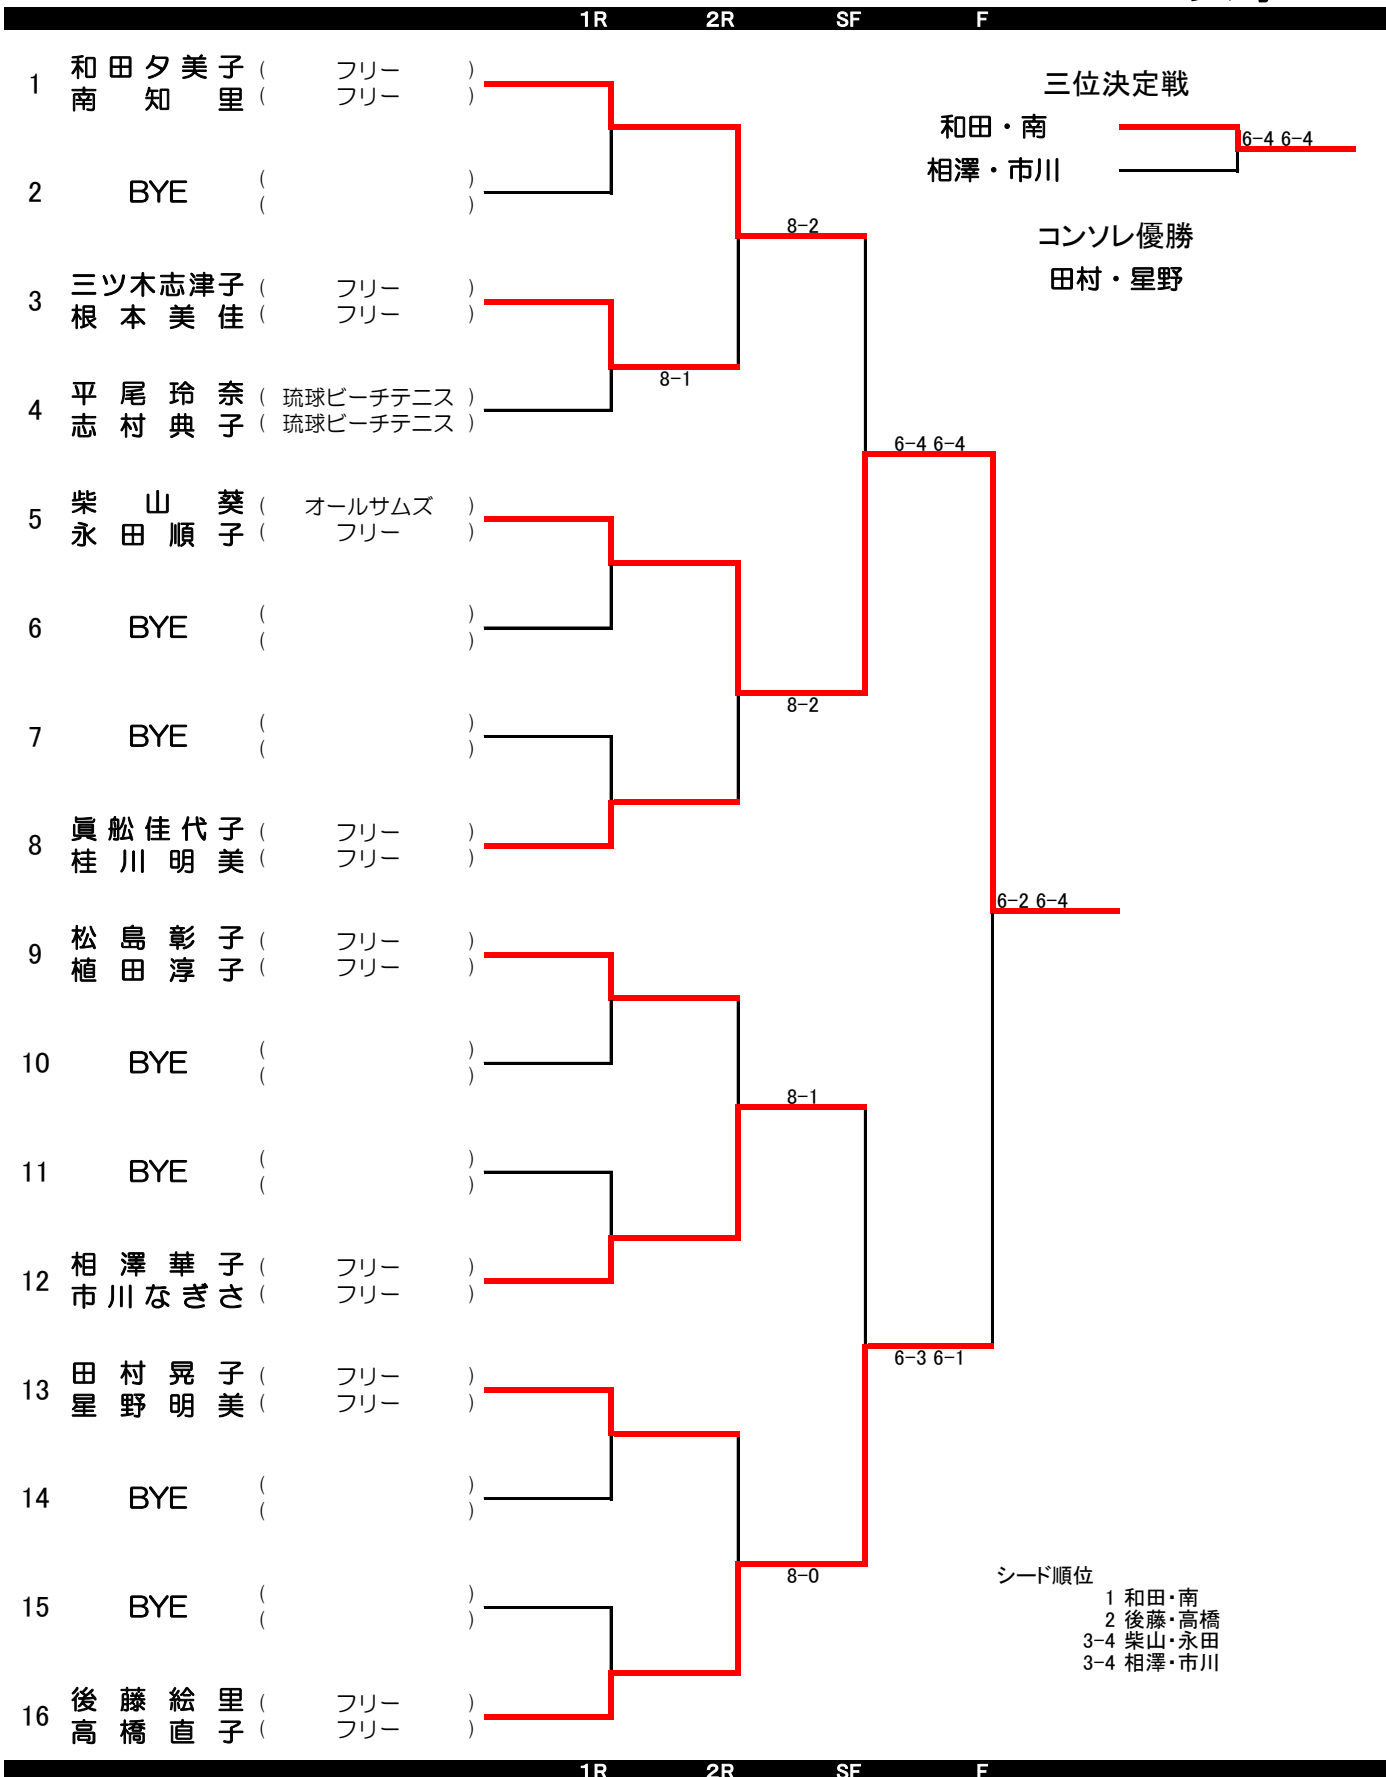 1R 2R SF F
1 和田夕美子 ( フリー )
南知里 ( フリー )
三位決定戦
和田・南
6-4 6-4
相澤・市川
2 BYE ( )
( )
8-2
コンソレ優勝
田村・星野
3 三ツ木志津子 ( フリー )
根本美佳 ( フリー )
8-1
4 平尾玲奈 ( 琉球ビーチテニス )
志村典子 ( 琉球ビーチテニス )
6-4 6-4
5 柴山葵 ( オールサムズ )
永田順子 ( フリー )
6 BYE ( )
( )
8-2
7 BYE ( )
( )
8 眞舩佳代子 ( フリー )
桂川明美 ( フリー )
6-2 6-4
9 松島彰子 ( フリー )
植田淳子 ( フリー )
10 BYE ( )
( )
8-1
11 BYE ( )
( )
12 相澤華子 ( フリー )
市川なぎさ ( フリー )
6-3 6-1
13 田村晃子 ( フリー )
星野明美 ( フリー )
14 BYE ( )
( )
8-0
15 BYE ( )
( )
シード順位
1 和田・南
2 後藤・高橋
3-4 柴山・永田
3-4 相澤・市川
16 後藤絵里 ( フリー )
高橋直子 ( フリー )
1R 2R SF F